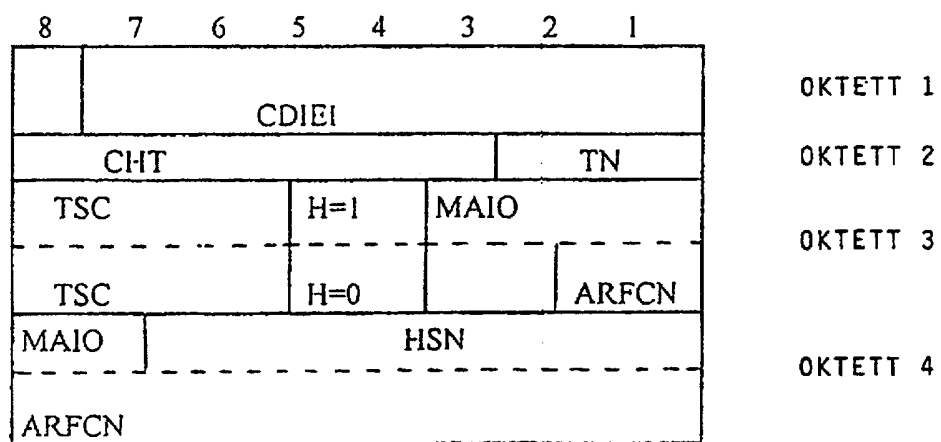 8 7 6 5 4 3 2 1
OKTETT 1
CDIEI
CHT TN OKTETT 2
TSC H=1 MAIO
OKTETT 3
TSC H=0 ARFCN
MAIO HSN
OKTETT 4
ARFCN